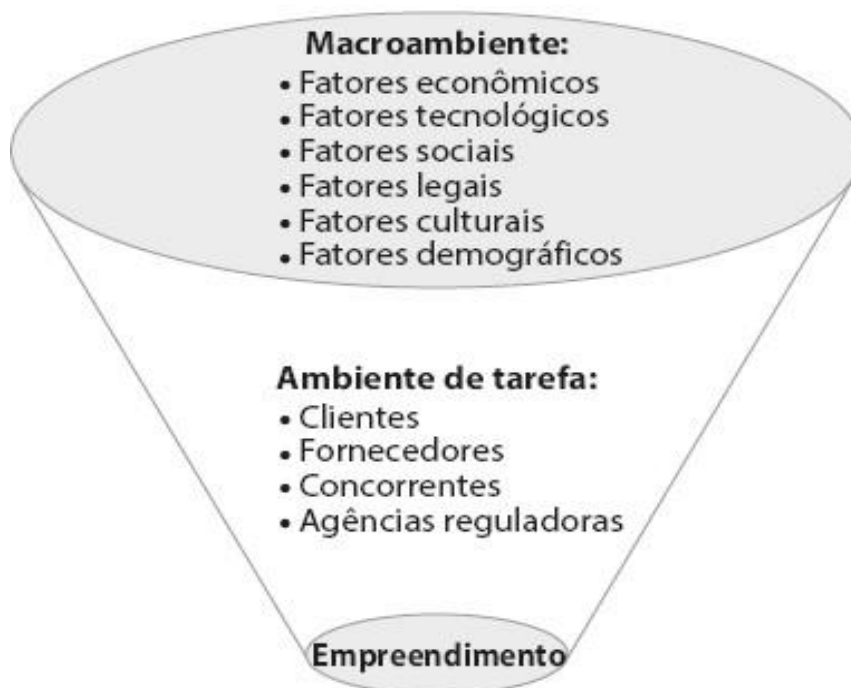 Macroambiente:
• Fatores econômicos
• Fatores tecnológicos
• Fatores sociais
• Fatores legais
• Fatores culturais
• Fatores demográficos
Ambiente de tarefa:
• Clientes
• Fornecedores
• Concorrentes
• Agências reguladoras
Empreendimento